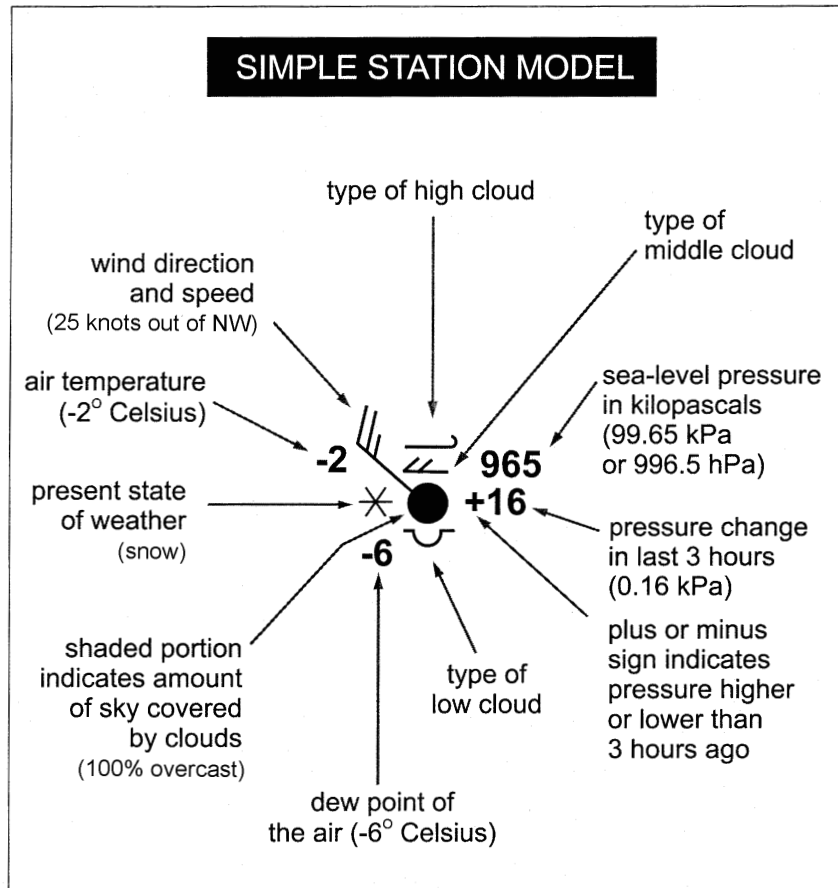 SIMPLE STATION MODEL
type of high cloud
type of
middle cloud
wind direction
and speed
(25 knots out of NW)
air temperature
(-2° Celsius)
sea-level pressure
in kilopascals
(99.65 kPa
or 996.5 hPa)
-2
965
present state
of weather
(snow)
+16
-6
pressure change
in last 3 hours
(0.16 kPa)
shaded portion
indicates amount
of sky covered
by clouds
(100% overcast)
type of
low cloud
plus or minus
sign indicates
pressure higher
or lower than
3 hours ago
dew point of
the air (-6° Celsius)